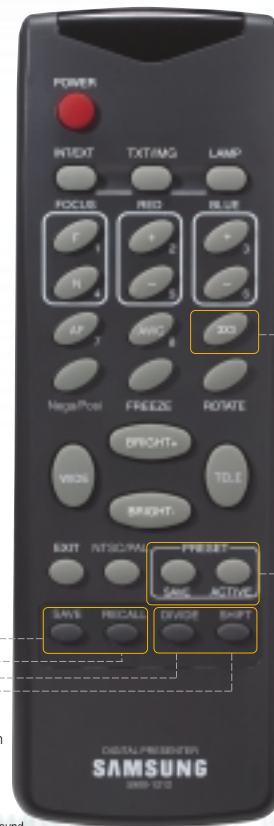 POWER
INT/EXT TXT/IMG LAMP
FOCUS RED BLUE
F 1 + 2 + 3
N 4 − 5 − 6
AF 7 AWC 8
Nega/Posi FREEZE ROTATE
BRIGHT+
WIDE TELE
BRIGHT-
EXIT NTSC/PAL PRESET
SAVE ACTIVE
SAVE RECALL DIVIDE SHIFT
DIGITAL PRESENTER
SAMSUNG